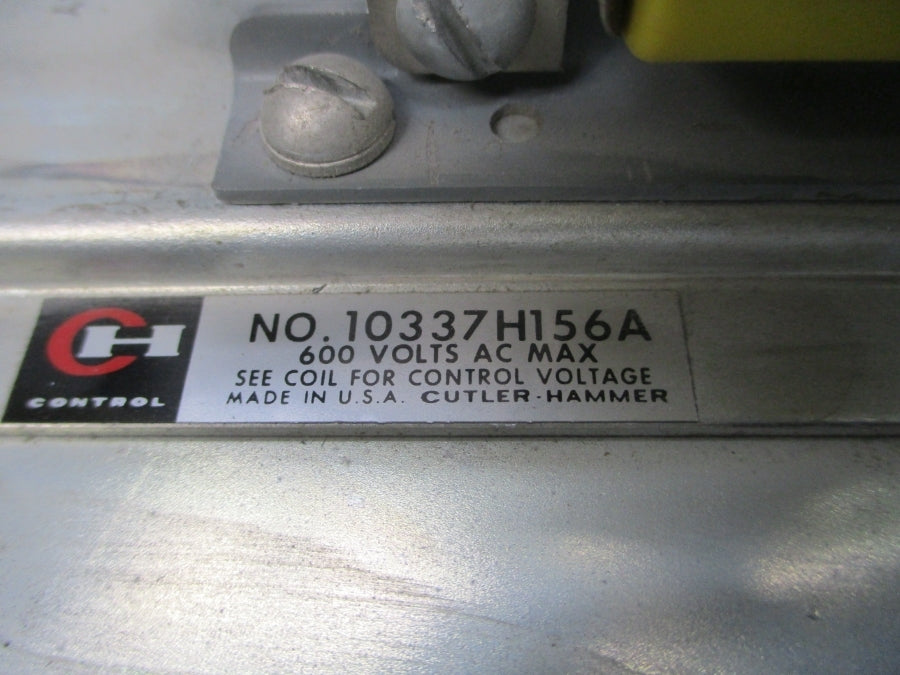 CH
CONTROL
NO. 10337H156A
600 VOLTS AC MAX
SEE COIL FOR CONTROL VOLTAGE
MADE IN U.S.A. CUTLER-HAMMER